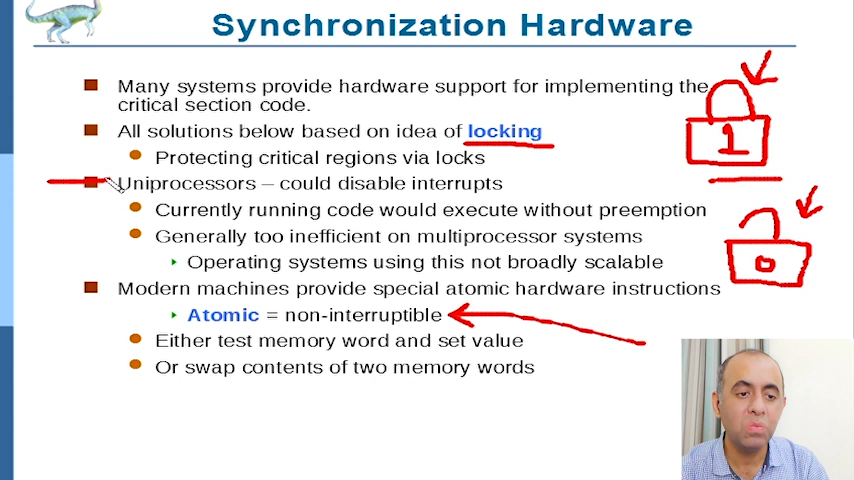 Synchronization Hardware
Many systems provide hardware support for implementing the
critical section code.
All solutions below based on idea of locking
Protecting critical regions via locks
Uniprocessors – could disable interrupts
Currently running code would execute without preemption
Generally too inefficient on multiprocessor systems
Operating systems using this not broadly scalable
Modern machines provide special atomic hardware instructions
Atomic = non-interruptible
Either test memory word and set value
Or swap contents of two memory words
1
0